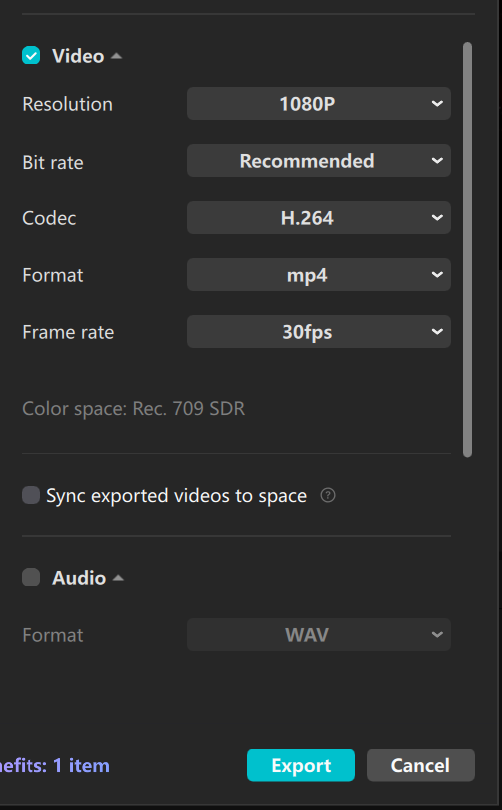 Video
Resolution 1080P
Bit rate Recommended
Codec H.264
Format mp4
Frame rate 30fps
Color space: Rec. 709 SDR
Sync exported videos to space ?
Audio
Format WAV
nefits: 1 item Export Cancel